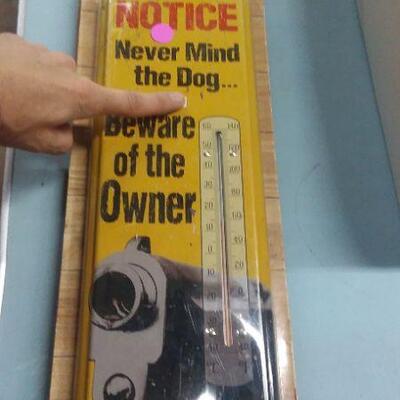 NOTICE
Never Mind
the Dog...
Beware
of the
Owner